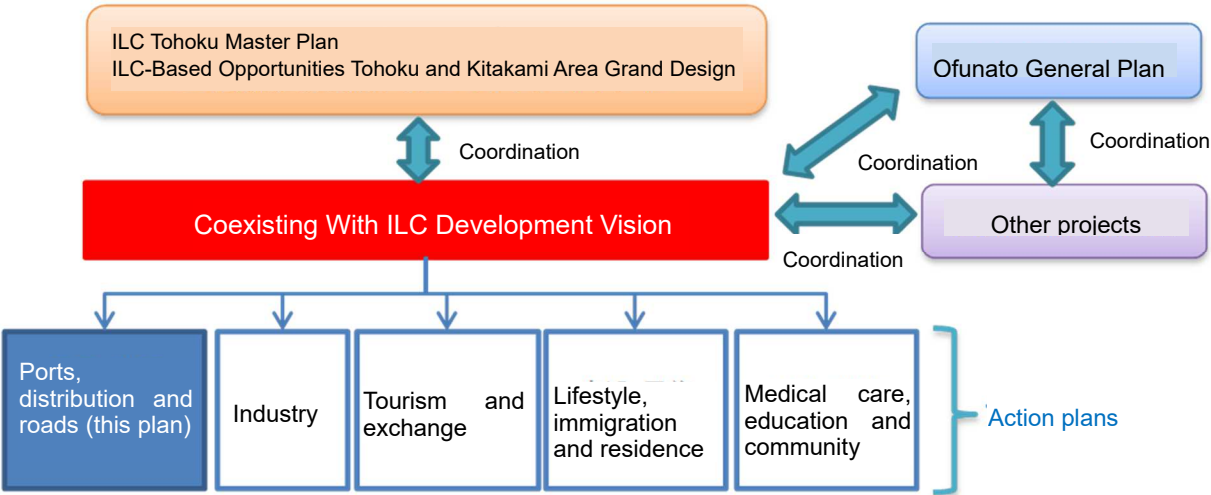 ILC Tohoku Master Plan
ILC-Based Opportunities Tohoku and Kitakami Area Grand Design
Ofunato General Plan
Coordination
Coordination
Coordination
Coexisting With ILC Development Vision
Other projects
Coordination
Ports,
distribution and
roads (this plan)
Industry
Tourism and
exchange
Lifestyle,
immigration
and residence
Medical care,
education and
community
Action plans